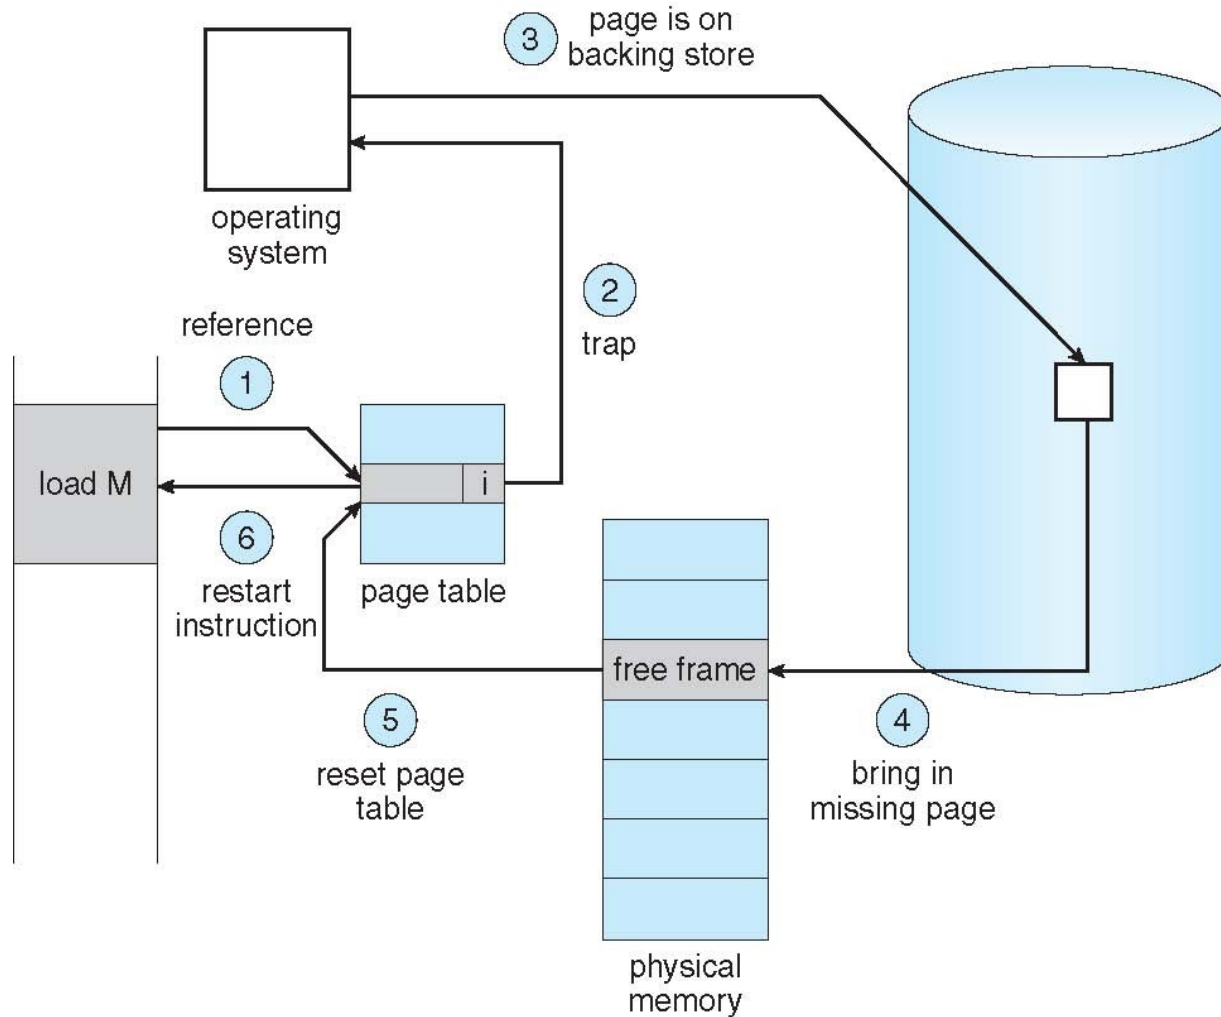 3
page is on
backing store
operating
system
2
trap
reference
1
load M
i
6
restart
instruction
page table
free frame
5
reset page
table
4
bring in
missing page
physical
memory